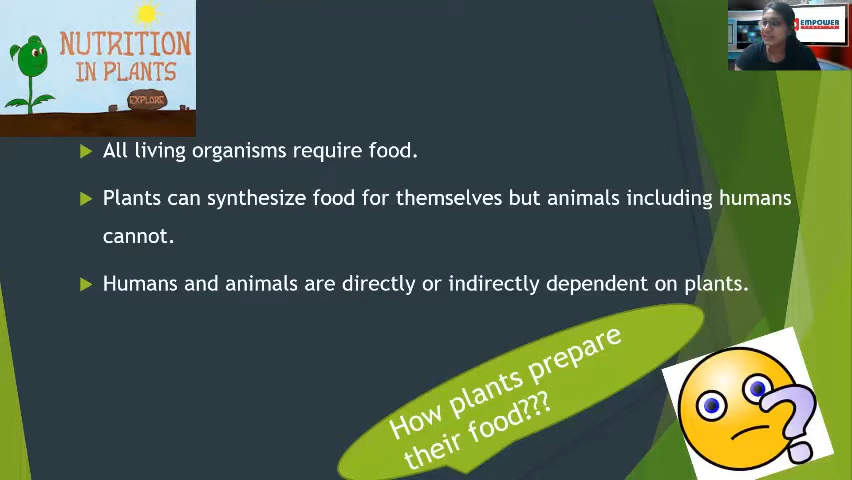 NUTRITION
IN PLANTS
EXPLORE
EMPOWER
All living organisms require food.
Plants can synthesize food for themselves but animals including humans
cannot.
Humans and animals are directly or indirectly dependent on plants.
How plants prepare
their food???